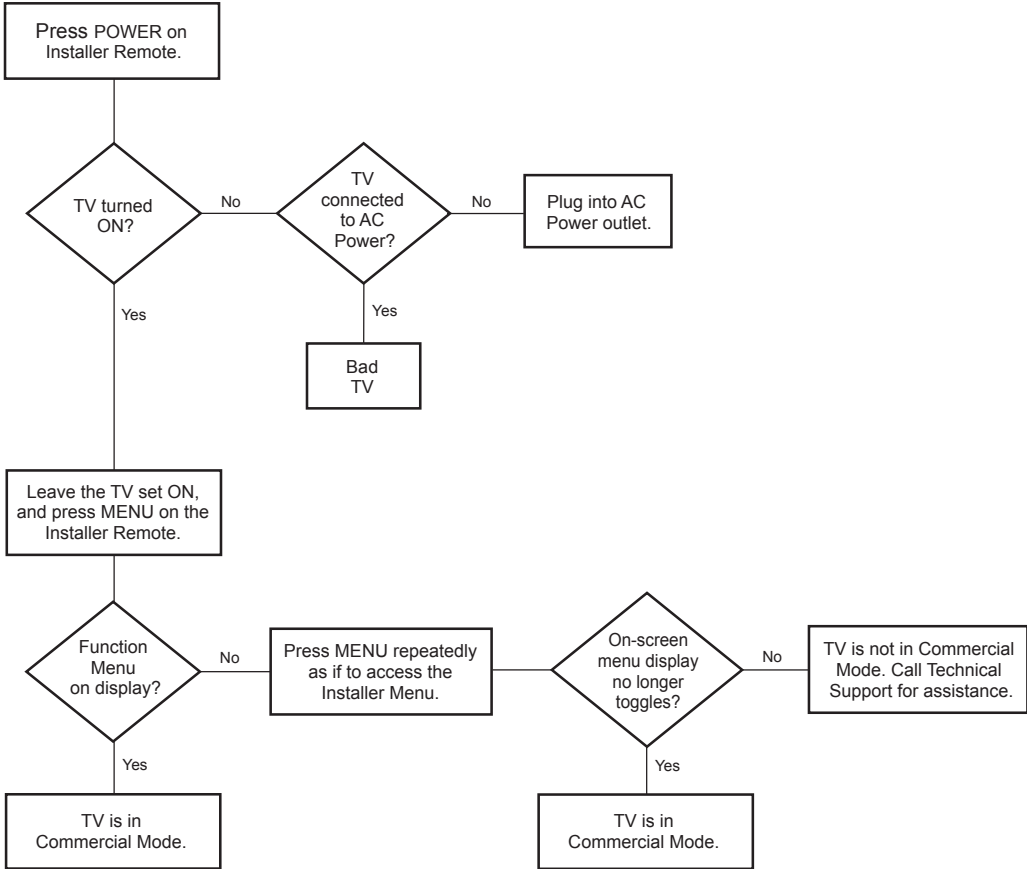 Press POWER on
Installer Remote.
TV turned
ON?
No
TV
connected
to AC
Power?
No
Plug into AC
Power outlet.
Yes
Yes
Bad
TV
Leave the TV set ON,
and press MENU on the
Installer Remote.
Function
Menu
on display?
No
Press MENU repeatedly
as if to access the
Installer Menu.
On-screen
menu display
no longer
toggles?
No
TV is not in Commercial
Mode. Call Technical
Support for assistance.
Yes
TV is in
Commercial Mode.
Yes
TV is in
Commercial Mode.